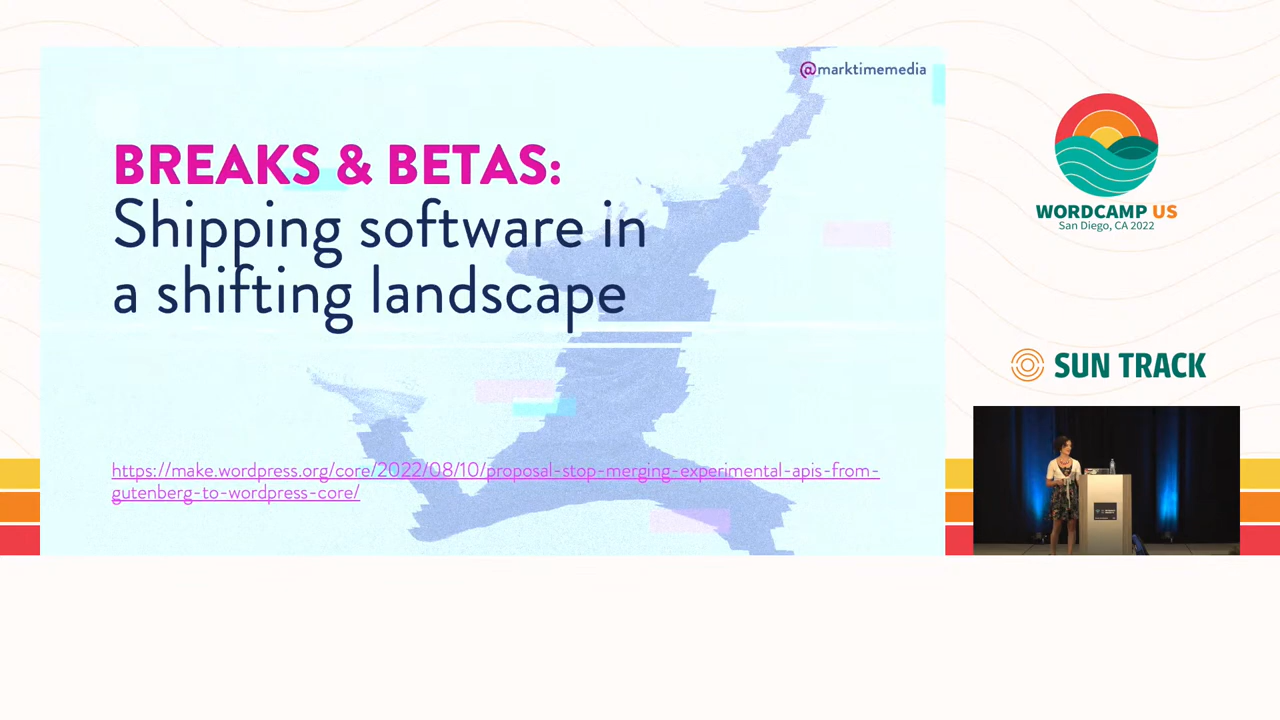 @marktimemedia
BREAKS & BETAS:
Shipping software in
a shifting landscape
https://make.wordpress.org/core/2022/08/10/proposal-stop-merging-experimental-apis-from-
gutenberg-to-wordpress-core/
WORDCAMP US
San Diego, CA 2022
SUN TRACK